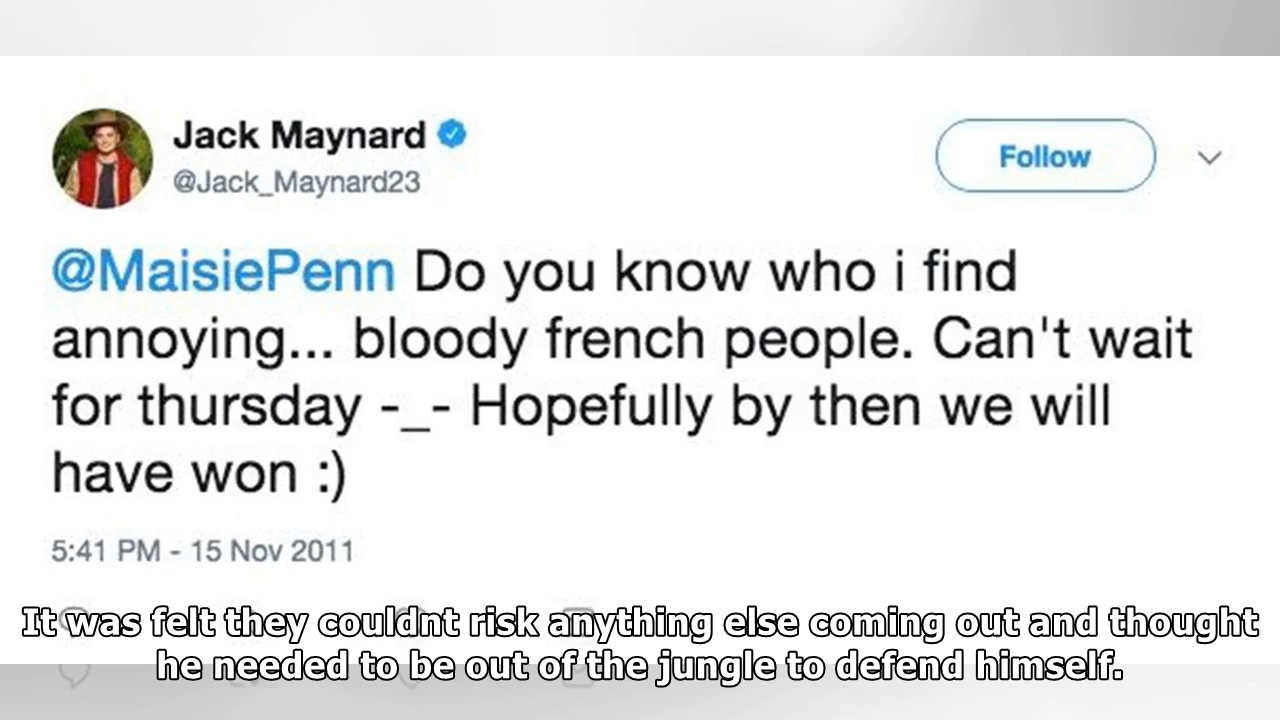 Jack Maynard
@Jack_Maynard23
Follow
@MaisiePenn Do you know who i find
annoying... bloody french people. Can't wait
for thursday -_- Hopefully by then we will
have won :)
5:41 PM - 15 Nov 2011
It was felt they couldnt risk anything else coming out and thought
he needed to be out of the jungle to defend himself.